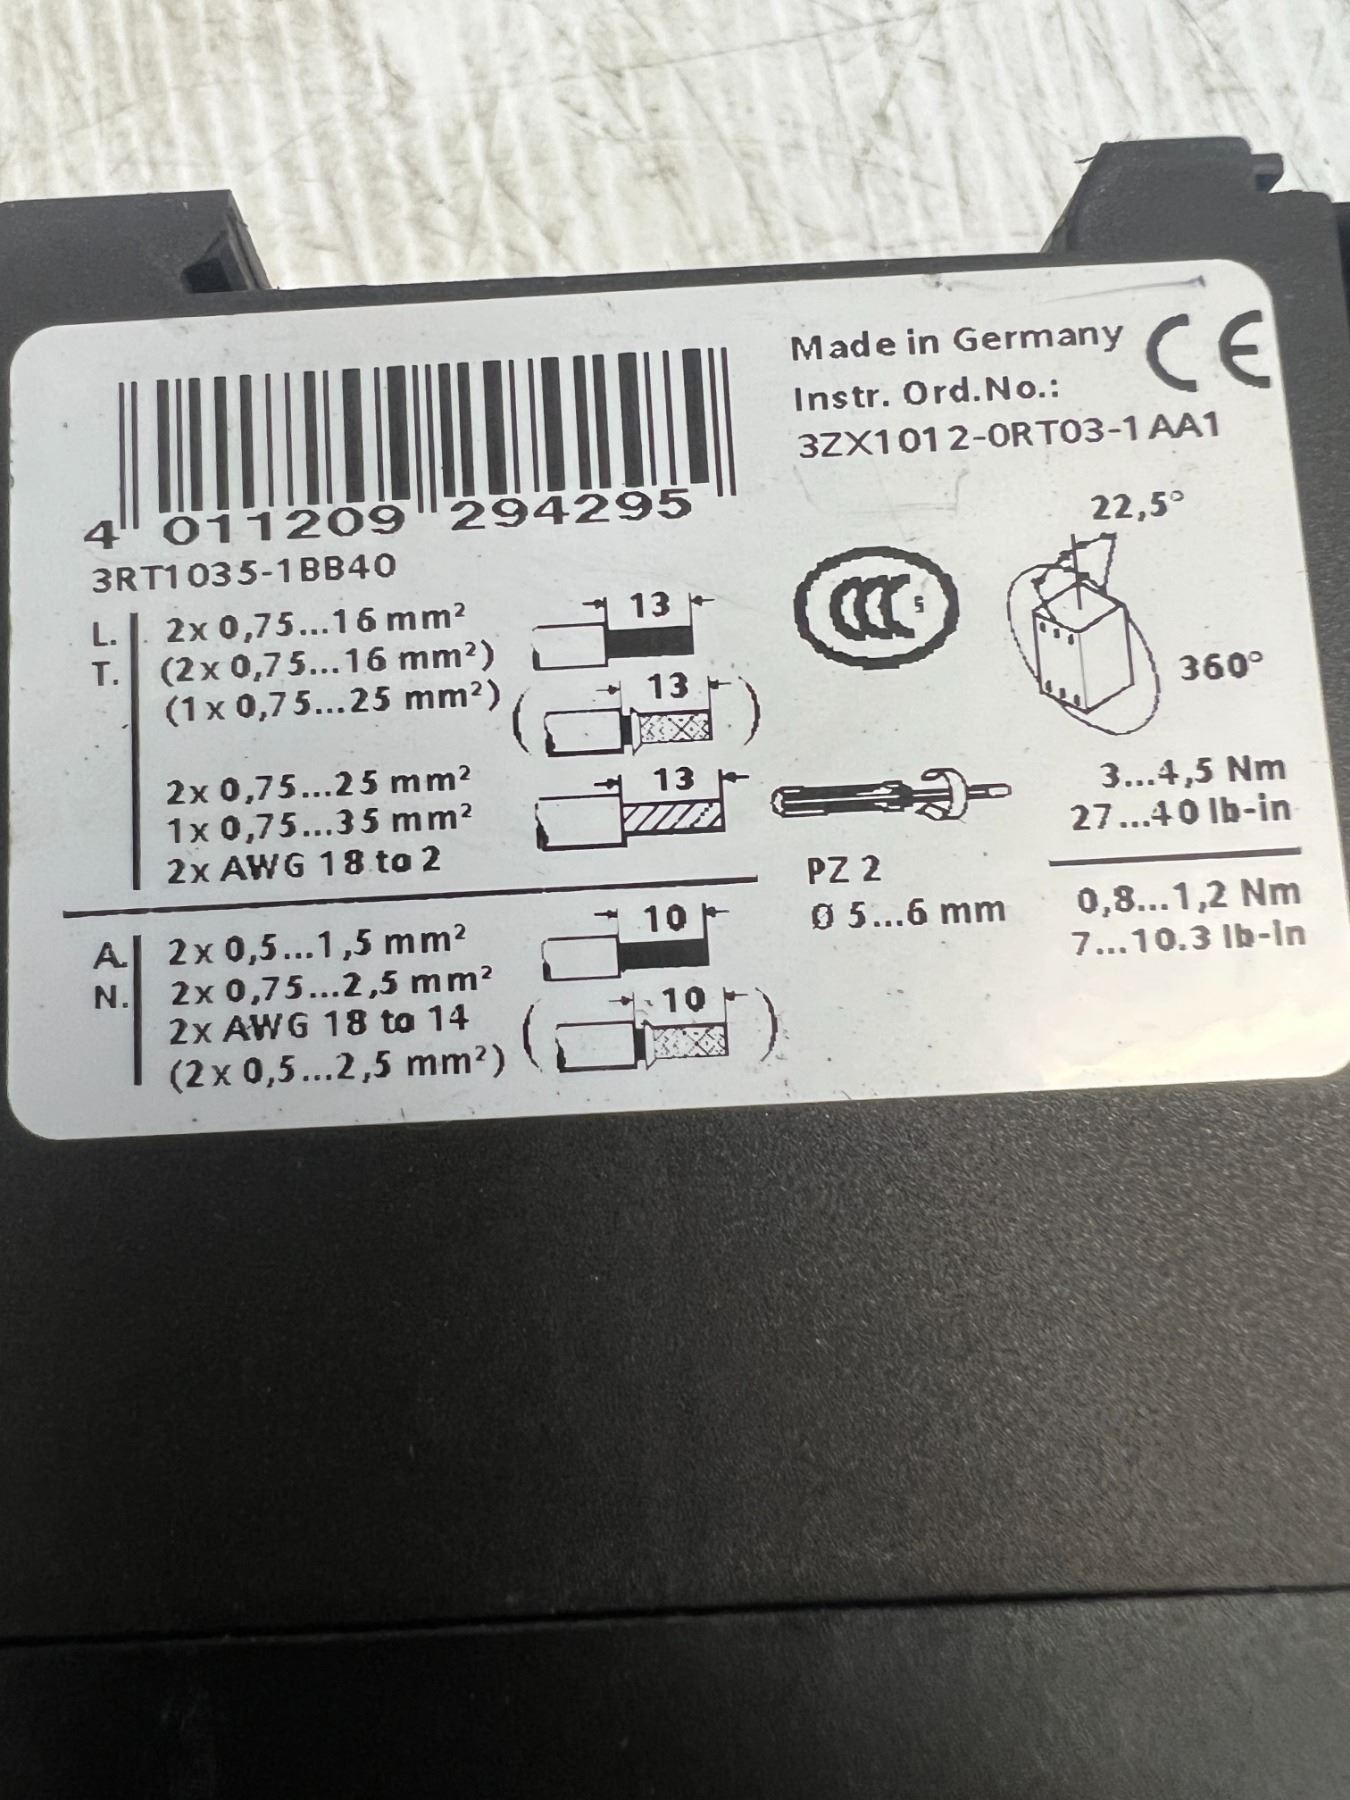 Made in Germany CE
Instr. Ord.No.:
3ZX1012-0RT03-1AA1
4 011209 294295
3RT1035-1BB40
22,5°
CCC S
360°
L. 2x 0,75...16 mm² 13
T. (2x 0,75...16 mm²)
(1x 0,75...25 mm²) ( 13 )
2x 0,75...25 mm² 13
1x 0,75...35 mm²
2x AWG 18 to 2
3...4,5 Nm
27...40 lb-in
PZ 2
Ø 5...6 mm
0,8...1,2 Nm
7...10.3 lb-in
A. 2x 0,5...1,5 mm² 10
N. 2x 0,75...2,5 mm²
2x AWG 18 to 14
(2x 0,5...2,5 mm²) ( 10 )